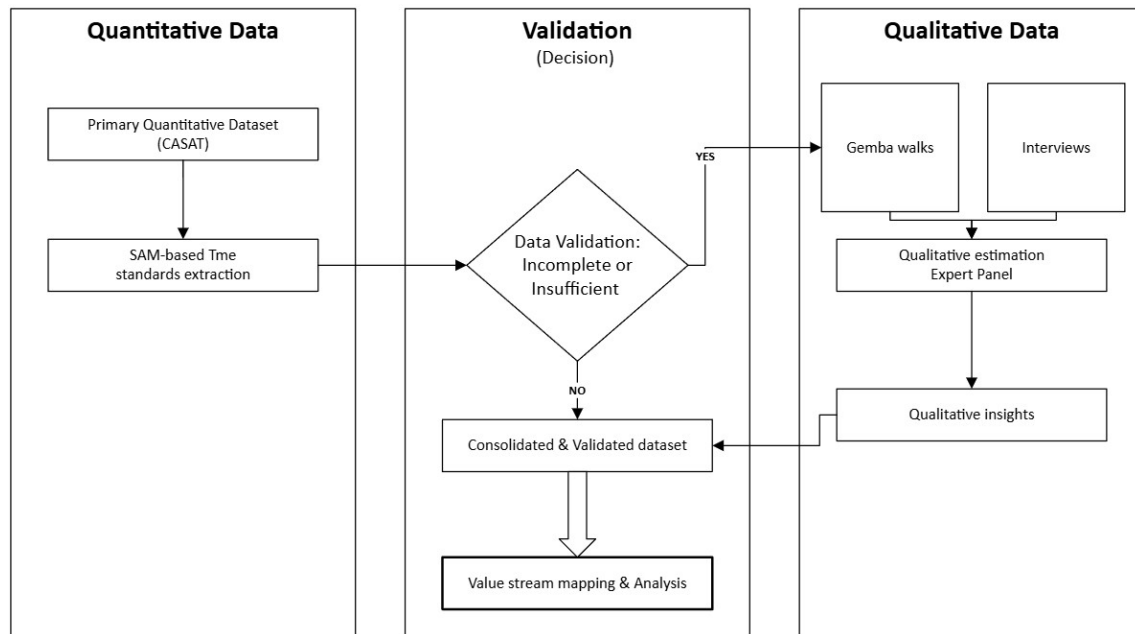 Quantitative Data
Primary Quantitative Dataset
(CASAT)
SAM-based Tme
standards extraction
Validation
(Decision)
Data Validation:
Incomplete or
Insufficient
YES
NO
Consolidated & Validated dataset
Value stream mapping & Analysis
Qualitative Data
Gemba walks
Interviews
Qualitative estimation
Expert Panel
Qualitative insights